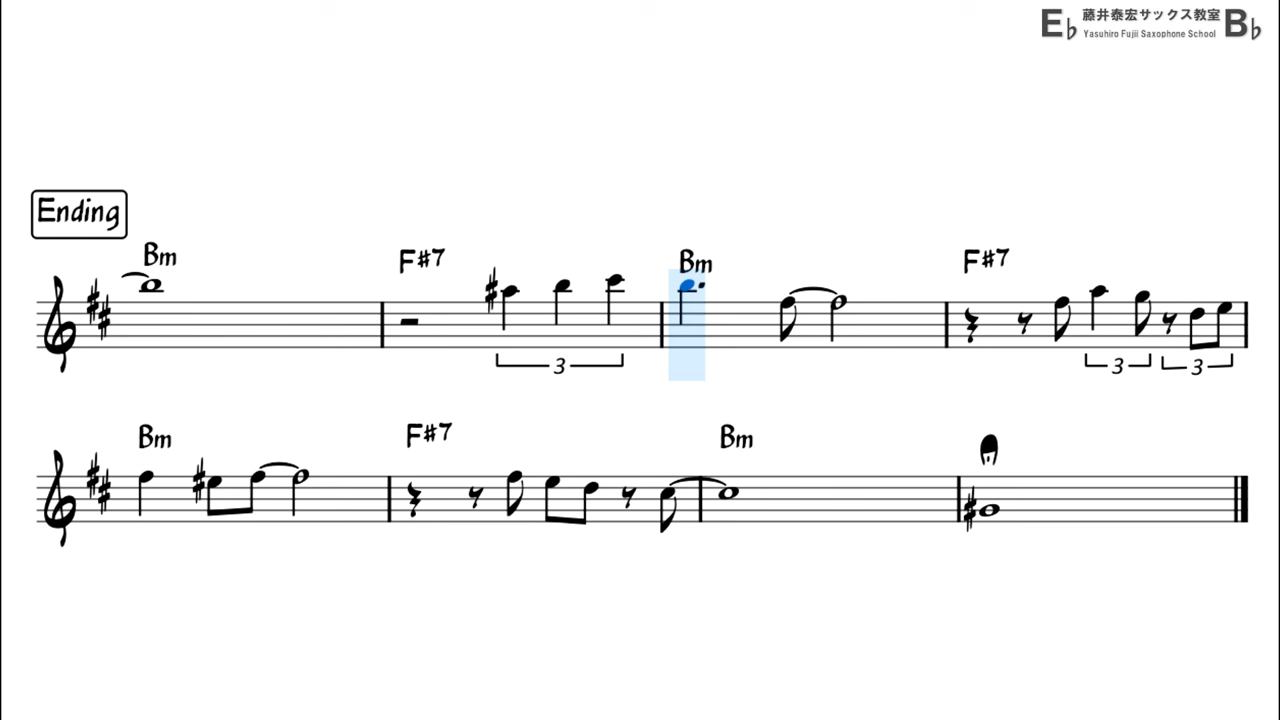 E♭ 藤井泰宏サックス教室 B♭
Yasuhiro Fujii Saxophone School
Ending
Bm F#7 Bm F#7
3 3 3
Bm F#7 Bm